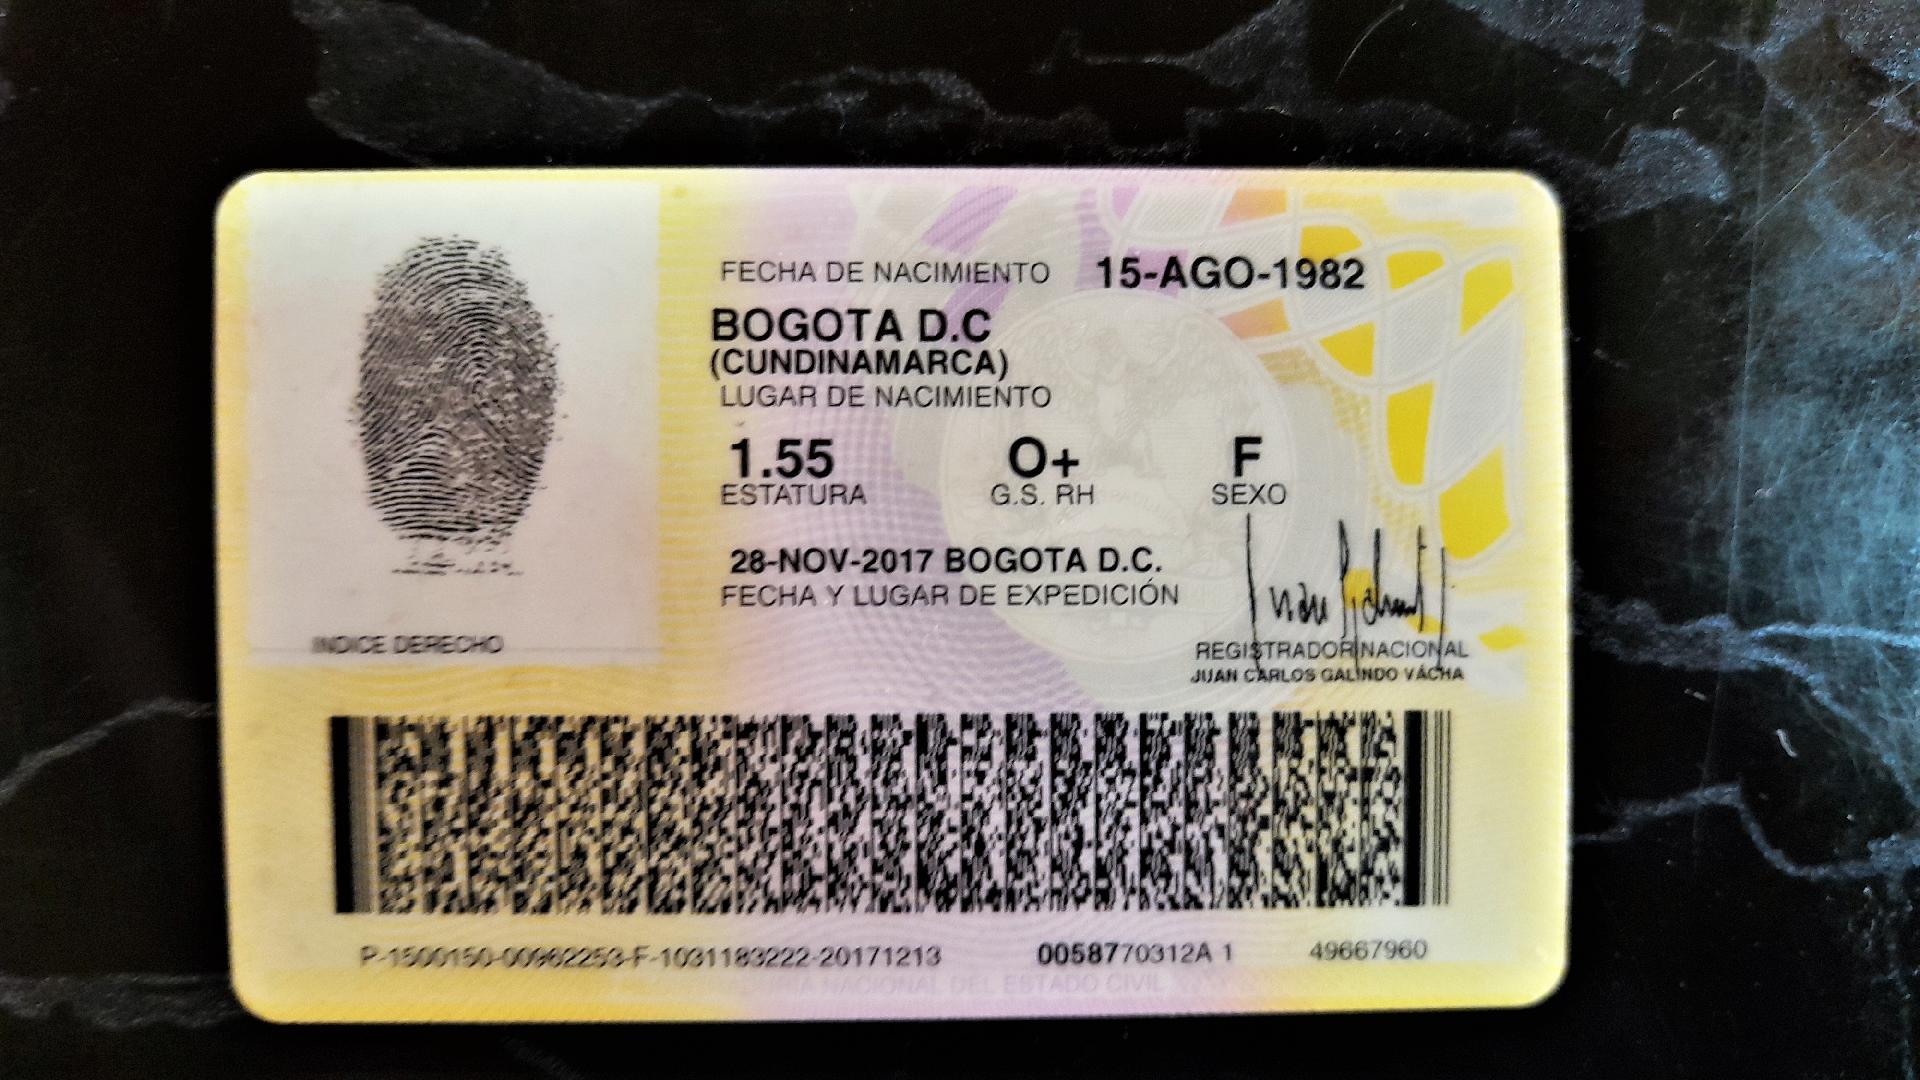 FECHA DE NACIMIENTO 15-AGO-1982
BOGOTA D.C
(CUNDINAMARCA)
LUGAR DE NACIMIENTO
1.55 O+ F
ESTATURA G.S. RH SEXO
28-NOV-2017 BOGOTA D.C.
FECHA Y LUGAR DE EXPEDICIÓN
INDICE DERECHO
REGISTRADOR NACIONAL
JUAN CARLOS GALINDO VÁCHA
P-1500150-00962253-F-1031183222-20171213 0058770312A 1 49667960
NACIONAL DEL ESTADO CIVIL